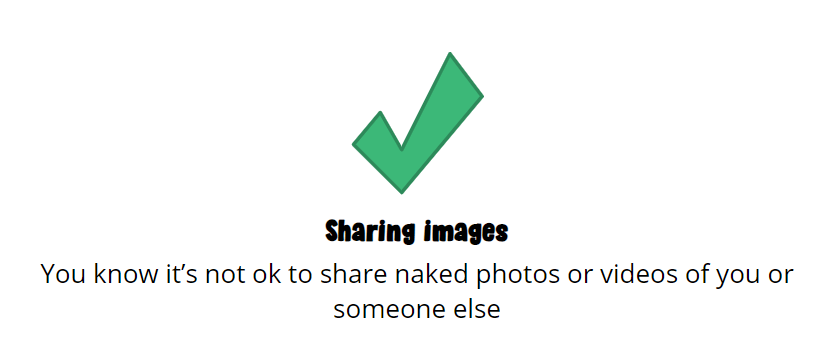 Sharing images
You know it’s not ok to share naked photos or videos of you or
someone else